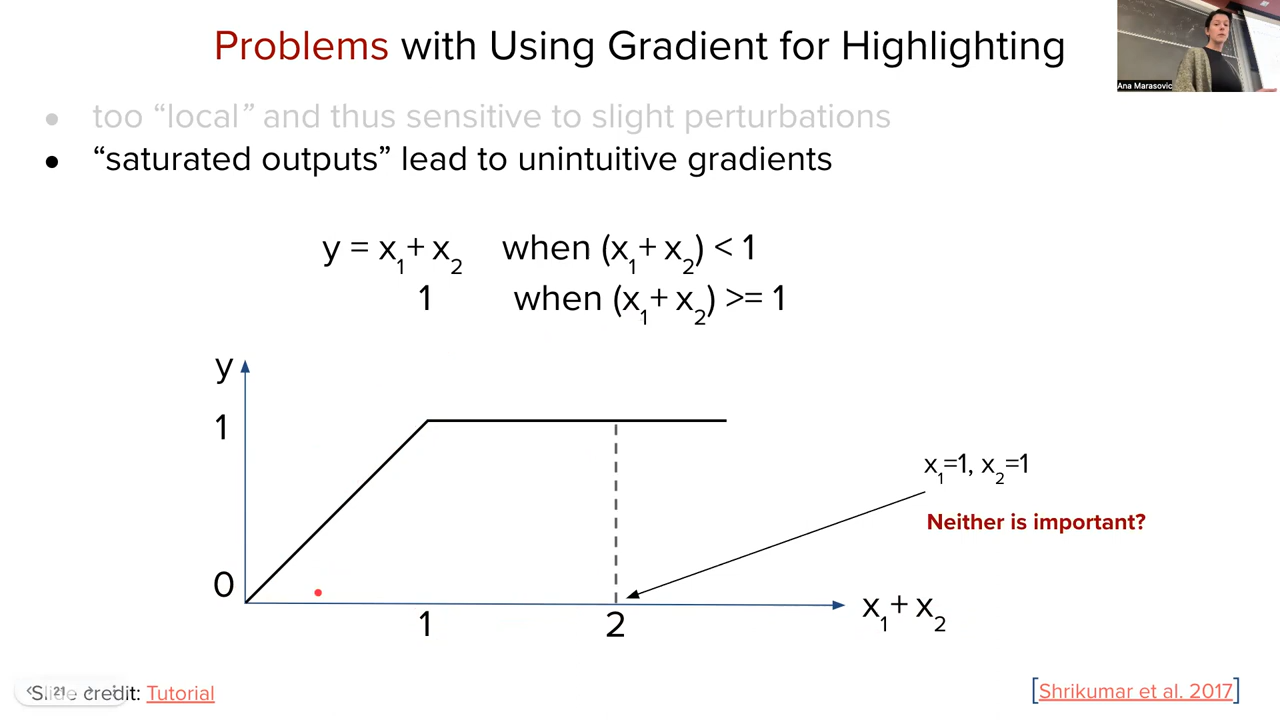 Problems with Using Gradient for Highlighting
Ana Marasovic
● too “local” and thus sensitive to slight perturbations
● “saturated outputs” lead to unintuitive gradients
y = x₁ + x₂ when (x₁ + x₂) < 1
1 when (x₁ + x₂) >= 1
y
1
x₁=1, x₂=1
Neither is important?
0
1 2
x₁ + x₂
21
Slide credit: Tutorial
[Shrikumar et al. 2017]